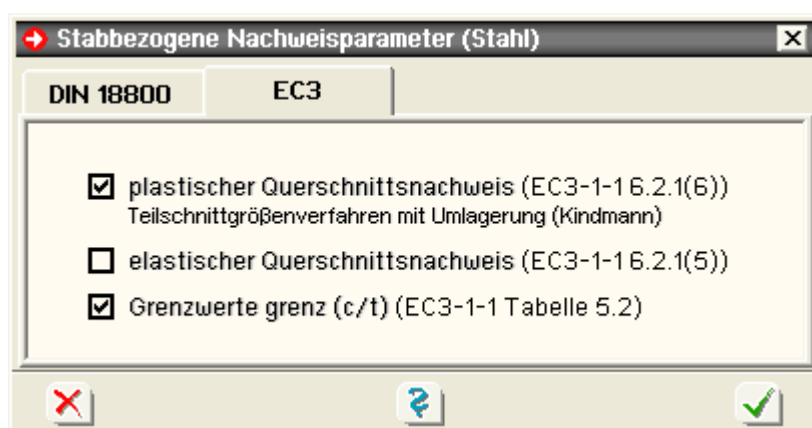 Stabbezogene Nachweisparameter (Stahl)
DIN 18800 EC3
plastischer Querschnittsnachweis (EC3-1-1 6.2.1(6))
Teilschnittgrößenverfahren mit Umlagerung (Kindmann)
elastischer Querschnittsnachweis (EC3-1-1 6.2.1(5))
Grenzwerte grenz (c/t) (EC3-1-1 Tabelle 5.2)